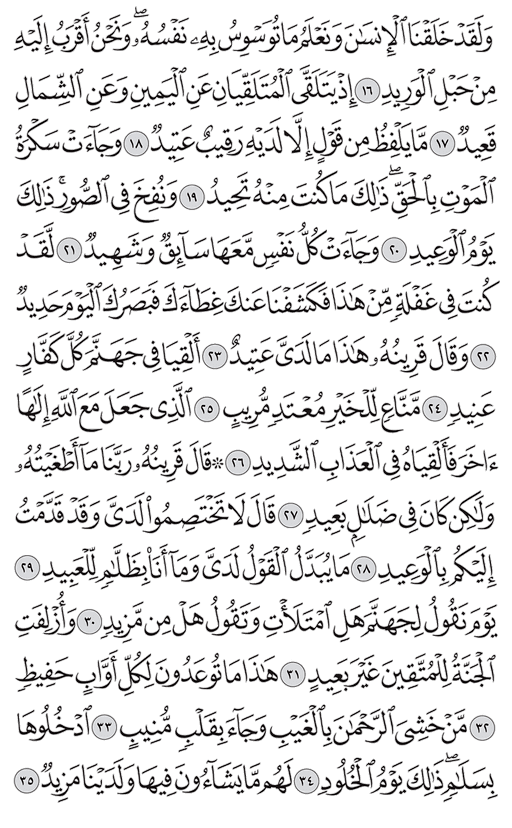 وَلَقَدْ خَلَقْنَا ٱلْإِنسَٰنَ وَنَعْلَمُ مَا تُوَسْوِسُ بِهِۦ نَفْسُهُۥۖ وَنَحْنُ أَقْرَبُ إِلَيْهِ
مِنْ حَبْلِ ٱلْوَرِيدِ ١٦ إِذْ يَتَلَقَّى ٱلْمُتَلَقِّيَانِ عَنِ ٱلْيَمِينِ وَعَنِ ٱلشِّمَالِ
قَعِيدٌ ١٧ مَّا يَلْفِظُ مِن قَوْلٍ إِلَّا لَدَيْهِ رَقِيبٌ عَتِيدٌ ١٨ وَجَآءَتْ سَكْرَةُ
ٱلْمَوْتِ بِٱلْحَقِّۖ ذَٰلِكَ مَا كُنتَ مِنْهُ تَحِيدُ ١٩ وَنُفِخَ فِي ٱلصُّورِۚ ذَٰلِكَ
يَوْمُ ٱلْوَعِيدِ ٢٠ وَجَآءَتْ كُلُّ نَفْسٍ مَّعَهَا سَآئِقٌ وَشَهِيدٌ ٢١ لَّقَدْ
كُنتَ فِي غَفْلَةٍ مِّنْ هَٰذَا فَكَشَفْنَا عَنكَ غِطَآءَكَ فَبَصَرُكَ ٱلْيَوْمَ حَدِيدٌ
٢٢ وَقَالَ قَرِينُهُۥ هَٰذَا مَا لَدَيَّ عَتِيدٌ ٢٣ أَلْقِيَا فِي جَهَنَّمَ كُلَّ كَفَّارٍ
عَنِيدٍ ٢٤ مَّنَّاعٍ لِّلْخَيْرِ مُعْتَدٍ مُّرِيبٍ ٢٥ ٱلَّذِي جَعَلَ مَعَ ٱللَّهِ إِلَٰهًا
ءَاخَرَ فَأَلْقِيَاهُ فِي ٱلْعَذَابِ ٱلشَّدِيدِ ٢٦ ۞ قَالَ قَرِينُهُۥ رَبَّنَا مَآ أَطْغَيْتُهُۥ
وَلَٰكِن كَانَ فِي ضَلَٰلٍۭ بَعِيدٍ ٢٧ قَالَ لَا تَخْتَصِمُوا۟ لَدَيَّ وَقَدْ قَدَّمْتُ
إِلَيْكُم بِٱلْوَعِيدِ ٢٨ مَا يُبَدَّلُ ٱلْقَوْلُ لَدَيَّ وَمَآ أَنَا۠ بِظَلَّٰمٍ لِّلْعَبِيدِ ٢٩
يَوْمَ نَقُولُ لِجَهَنَّمَ هَلِ ٱمْتَلَأْتِ وَتَقُولُ هَلْ مِن مَّزِيدٍ ٣٠ وَأُزْلِفَتِ
ٱلْجَنَّةُ لِلْمُتَّقِينَ غَيْرَ بَعِيدٍ ٣١ هَٰذَا مَا تُوعَدُونَ لِكُلِّ أَوَّابٍ حَفِيظٍ
٣٢ مَّنْ خَشِيَ ٱلرَّحْمَٰنَ بِٱلْغَيْبِ وَجَآءَ بِقَلْبٍ مُّنِيبٍ ٣٣ ٱدْخُلُوهَا
بِسَلَٰمٍۖ ذَٰلِكَ يَوْمُ ٱلْخُلُودِ ٣٤ لَهُم مَّا يَشَآءُونَ فِيهَا وَلَدَيْنَا مَزِيدٌ ٣٥